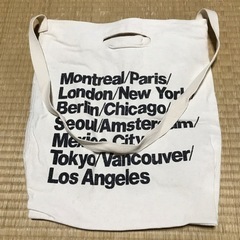 Montreal/Paris/
London/New York/
Berlin/Chicago/
Seoul/Amsterdam/
Mexico City/
Tokyo/Vancouver/
Los Angeles